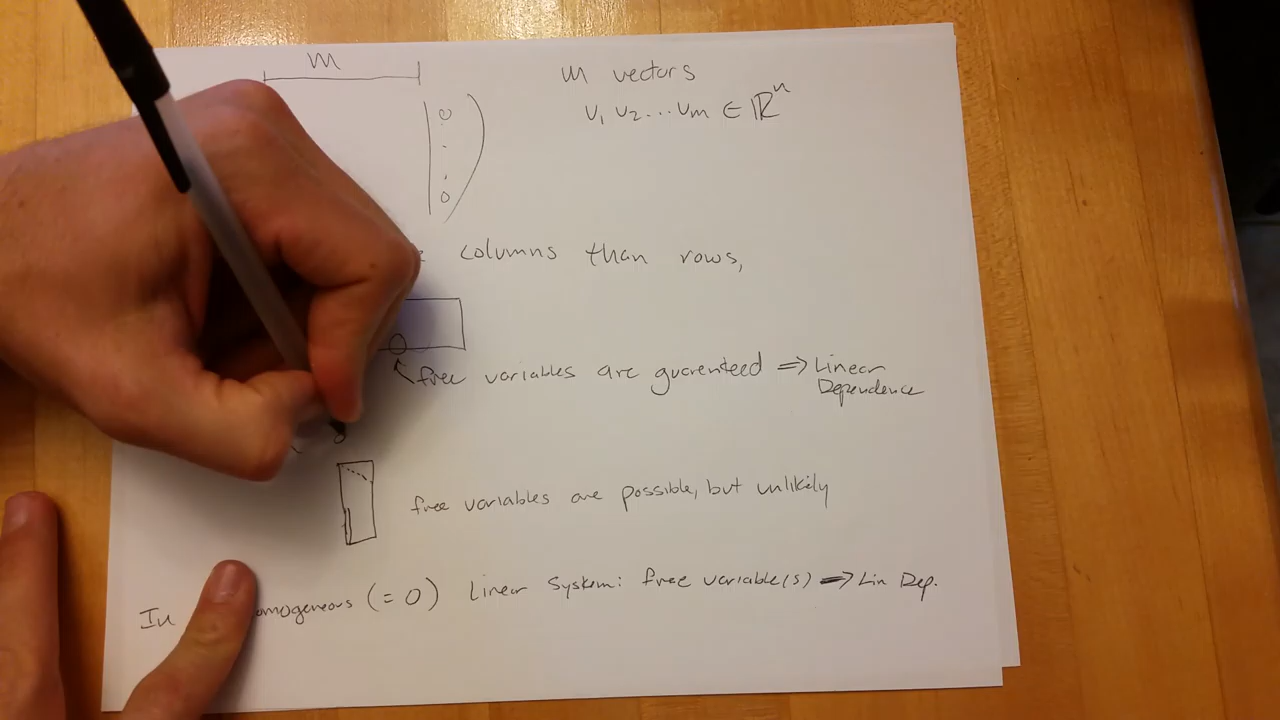 m
m vectors
v₁ v₂ ... vₘ ∈ ℝⁿ
0
.
.
0
columns than rows,
free variables are guarenteed ⟹ Linear
Dependence
free variables are possible, but unlikely
In omogeneous (= 0) Linear System: free variable(s) ⟹ Lin Dep.